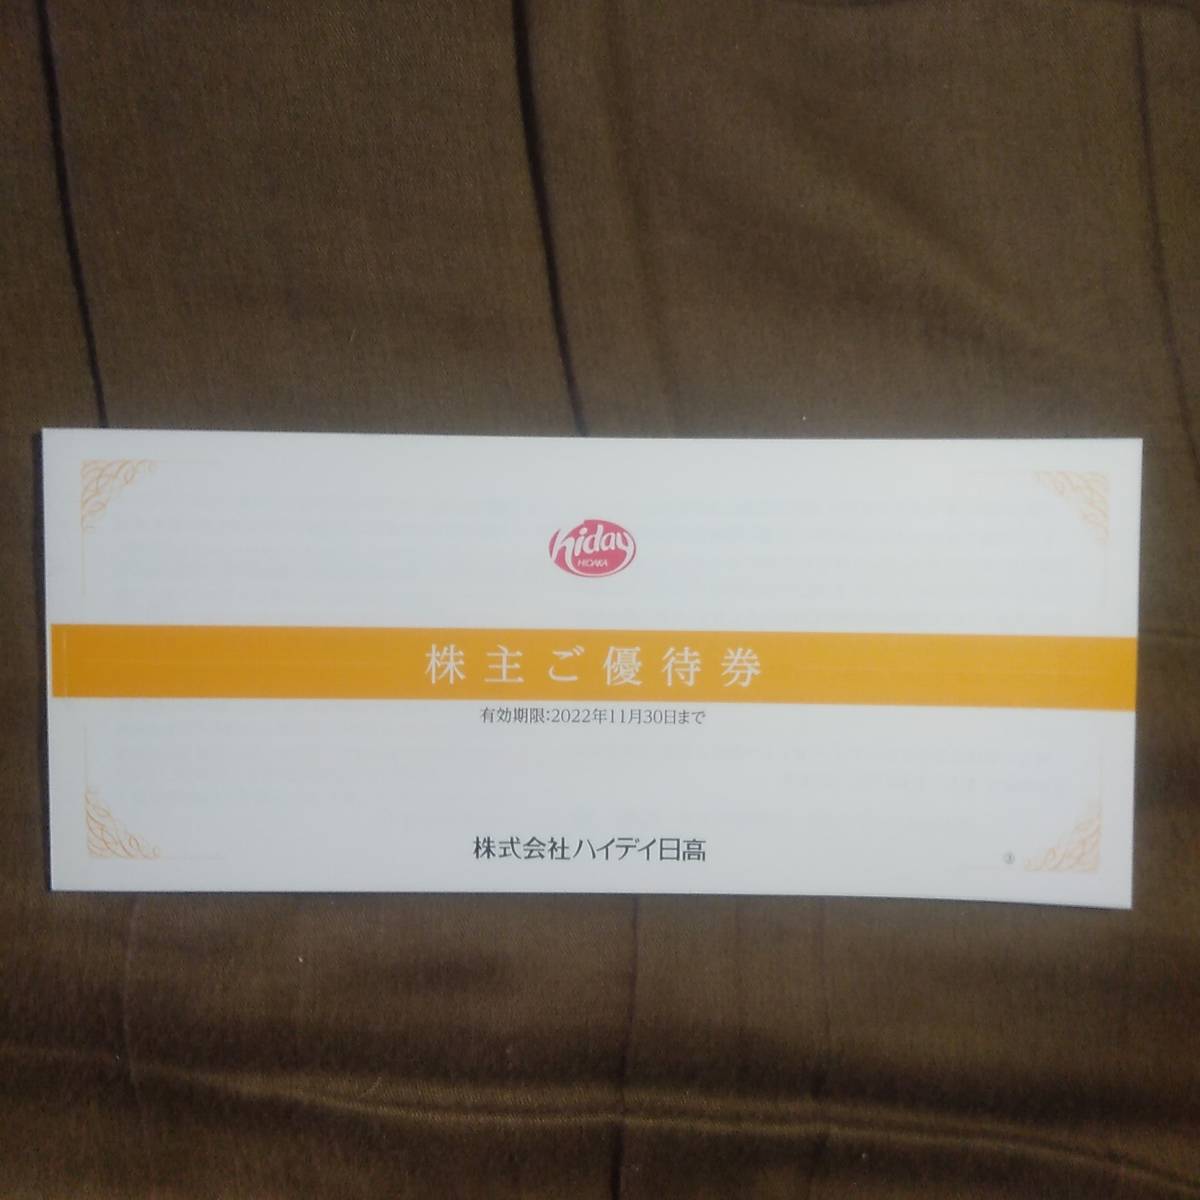 hiday
HIDAKA
株主ご優待券
有効期限:2022年11月30日まで
株式会社ハイデイ日高
③